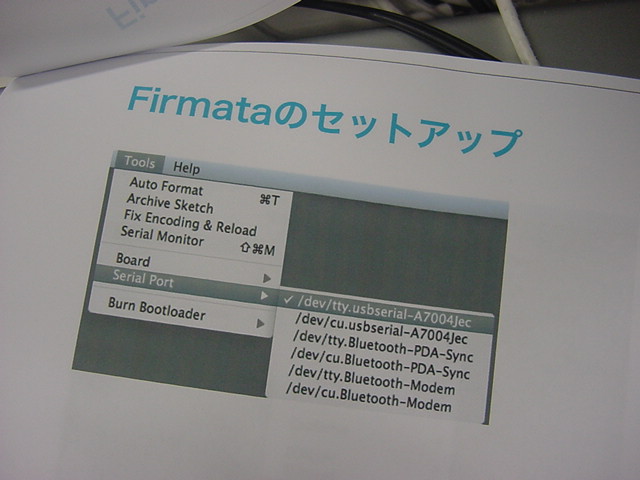 Firmataのセットアップ
Tools Help
Auto Format ⌘T
Archive Sketch
Fix Encoding & Reload
Serial Monitor ⇧⌘M
Board
Serial Port
Burn Bootloader
✓ /dev/tty.usbserial-A7004Jec
/dev/cu.usbserial-A7004Jec
/dev/tty.Bluetooth-PDA-Sync
/dev/cu.Bluetooth-PDA-Sync
/dev/tty.Bluetooth-Modem
/dev/cu.Bluetooth-Modem